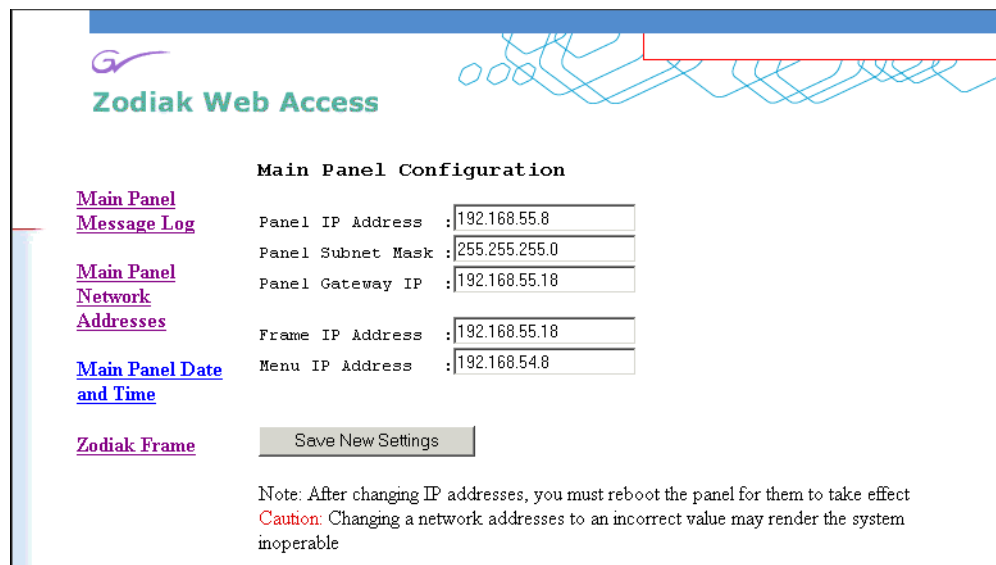 Zodiak Web Access
Main Panel Configuration
Main Panel
Message Log
Main Panel
Network
Addresses
Main Panel Date
and Time
Zodiak Frame
Panel IP Address :192.168.55.8
Panel Subnet Mask :255.255.255.0
Panel Gateway IP :192.168.55.18
Frame IP Address :192.168.55.18
Menu IP Address :192.168.54.8
Save New Settings
Note: After changing IP addresses, you must reboot the panel for them to take effect
Caution: Changing a network addresses to an incorrect value may render the system
inoperable